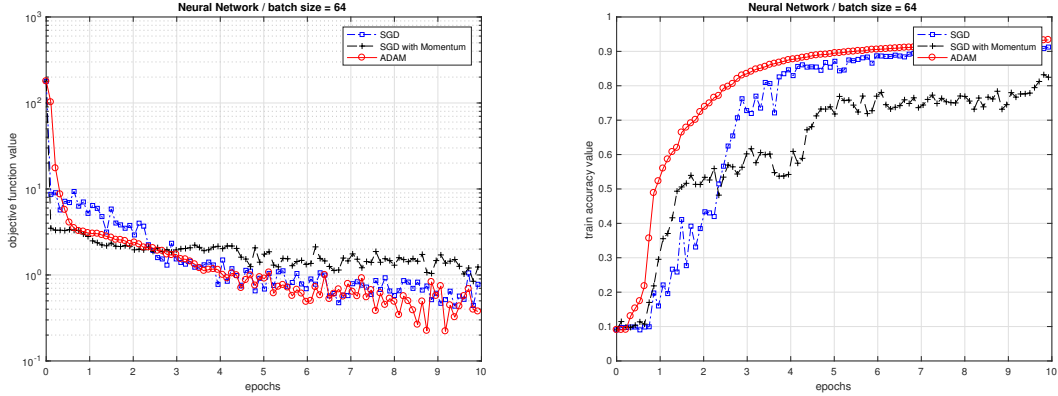 Neural Network / batch size = 64
10³
10²
10¹
10⁰
10⁻¹
objective function value
0 1 2 3 4 5 6 7 8 9 10
epochs
SGD
SGD with Momentum
ADAM
Neural Network / batch size = 64
1
0.9
0.8
0.7
0.6
0.5
0.4
0.3
0.2
0.1
0
train accuracy value
0 1 2 3 4 5 6 7 8 9 10
epochs
SGD
SGD with Momentum
ADAM